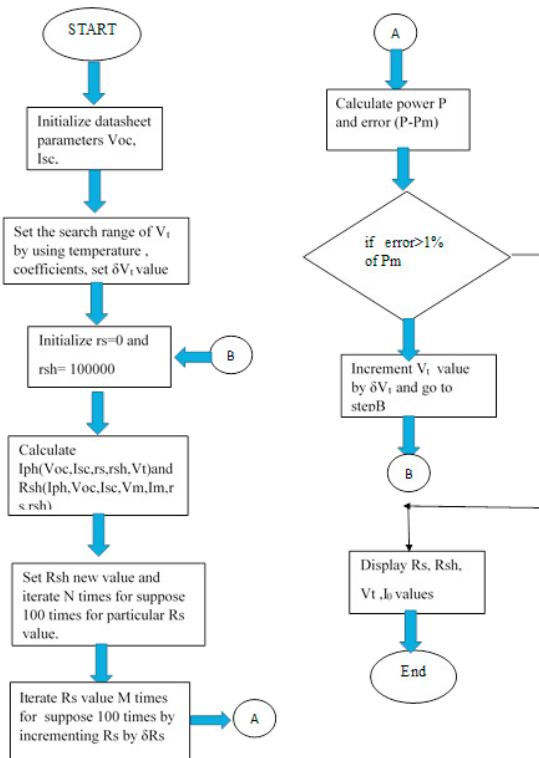 START
Initialize datasheet
parameters Voc,
Isc.
Set the search range of Vt
by using temperature ,
coefficients, set δVt value
Initialize rs=0 and
rsh= 100000
B
Calculate
Iph(Voc,Isc,rs,rsh,Vt)and
Rsh(Iph,Voc,Isc,Vm,Im,r
s,rsh)
Set Rsh new value and
iterate N times for suppose
100 times for particular Rs
value.
Iterate Rs value M times
for suppose 100 times by
incrementing Rs by δRs
A
A
Calculate power P
and error (P-Pm)
if error>1%
of Pm
Increment Vt value
by δVt and go to
stepB
B
Display Rs, Rsh,
Vt ,I0 values
End